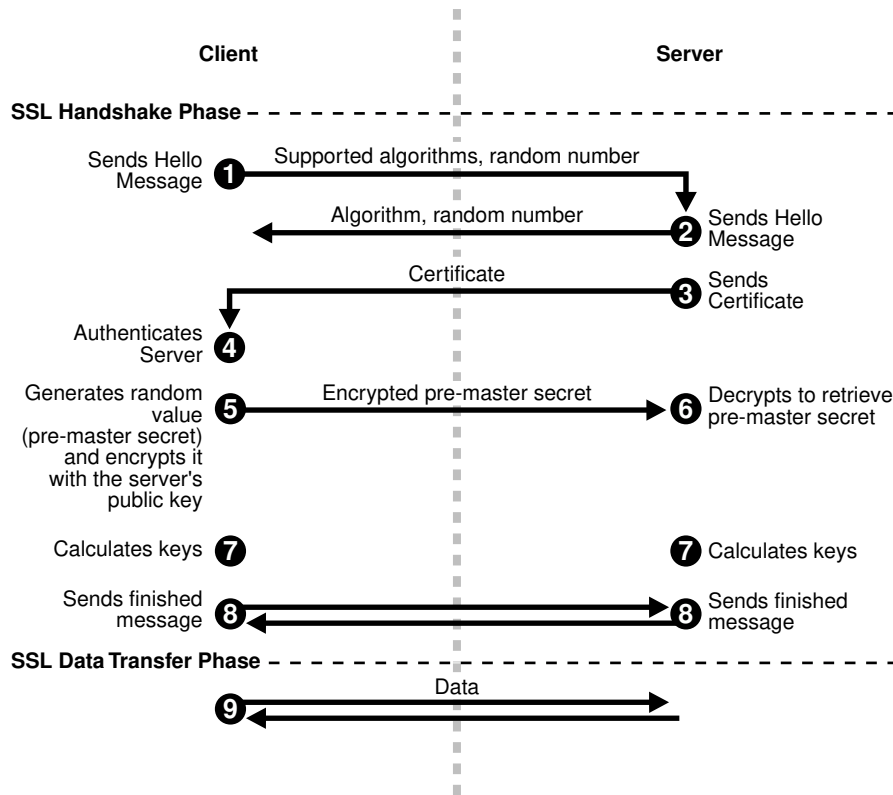 Client
Server
SSL Handshake Phase
Sends Hello
Message
1
Supported algorithms, random number
Algorithm, random number
2
Sends Hello
Message
Certificate
3
Sends
Certificate
Authenticates
Server
4
Generates random
value
(pre-master secret)
and encrypts it
with the server's
public key
5
Encrypted pre-master secret
6
Decrypts to retrieve
pre-master secret
Calculates keys
7
7
Calculates keys
Sends finished
message
8
8
Sends finished
message
SSL Data Transfer Phase
9
Data